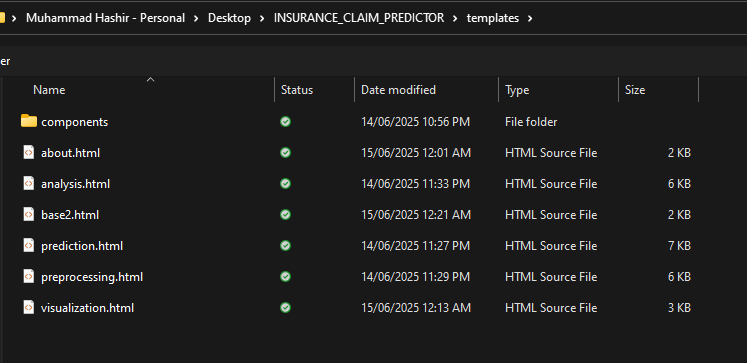 Muhammad Hashir - Personal > Desktop > INSURANCE_CLAIM_PREDICTOR > templates >
er
Name Status Date modified Type Size
components 14/06/2025 10:56 PM File folder
about.html 15/06/2025 12:01 AM HTML Source File 2 KB
analysis.html 14/06/2025 11:33 PM HTML Source File 6 KB
base2.html 15/06/2025 12:21 AM HTML Source File 2 KB
prediction.html 14/06/2025 11:27 PM HTML Source File 7 KB
preprocessing.html 14/06/2025 11:29 PM HTML Source File 6 KB
visualization.html 15/06/2025 12:13 AM HTML Source File 3 KB